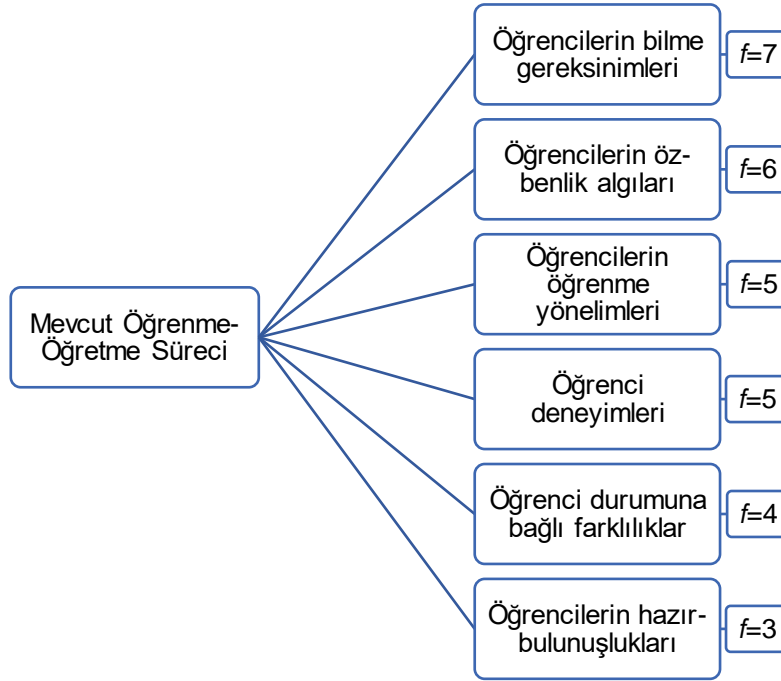 Mevcut Öğrenme-
Öğretme Süreci
Öğrencilerin bilme
gereksinimleri
f=7
Öğrencilerin öz-
benlik algıları
f=6
Öğrencilerin
öğrenme
yönelimleri
f=5
Öğrenci
deneyimleri
f=5
Öğrenci durumuna
bağlı farklılıklar
f=4
Öğrencilerin hazır-
bulunuşlukları
f=3